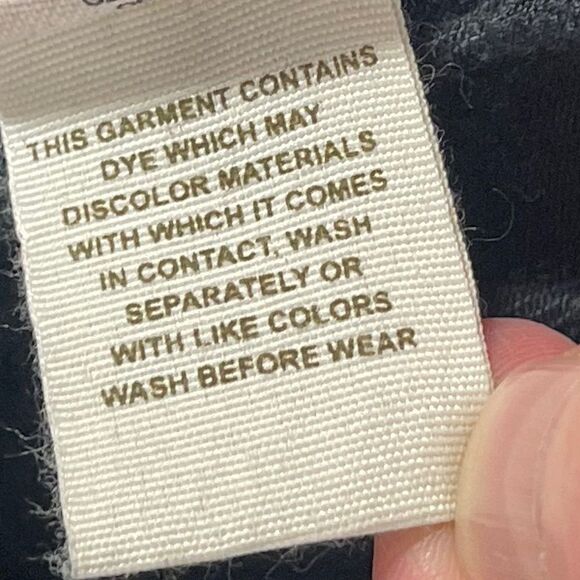 THIS GARMENT CONTAINS
DYE WHICH MAY
DISCOLOR MATERIALS
WITH WHICH IT COMES
IN CONTACT, WASH
SEPARATELY OR
WITH LIKE COLORS
WASH BEFORE WEAR